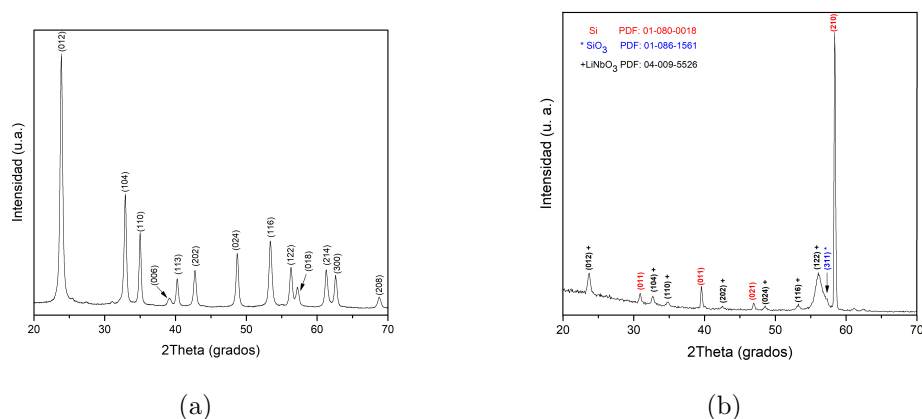 (012)
(104)
(110)
(006)
(113)
(202)
(024)
(116)
(122)
(018)
(214)
(300)
(208)
Intensidad (u.a.)
20 30 40 50 60 70
2Theta (grados)
(a)
Si PDF: 01-080-0018
* SiO3 PDF: 01-086-1561
+LiNbO3 PDF: 04-009-5526
(012) +
(011)
(104) +
(110) +
(011)
(202) +
(021)
(024) +
(116) +
(122) +
(311) *
(210)
Intensidad (u. a.)
20 30 40 50 60 70
2Theta (grados)
(b)